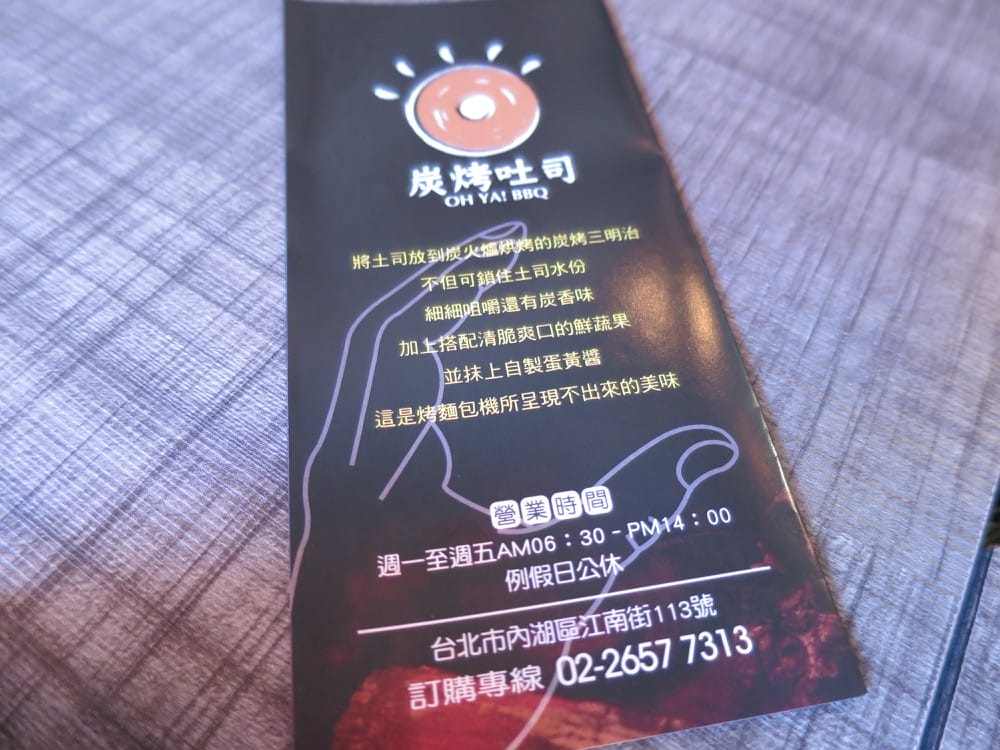 炭烤吐司
OH YA! BBQ
將土司放到炭火爐烘烤的炭烤三明治
不但可鎖住土司水份
細細咀嚼還有炭香味
加上搭配清脆爽口的鮮蔬果
並抹上自製蛋黃醬
這是烤麵包機所呈現不出來的美味
營業時間
週一至週五AM06：30-PM14：00
例假日公休
台北市內湖區江南街113號
訂購專線 02-2657 7313